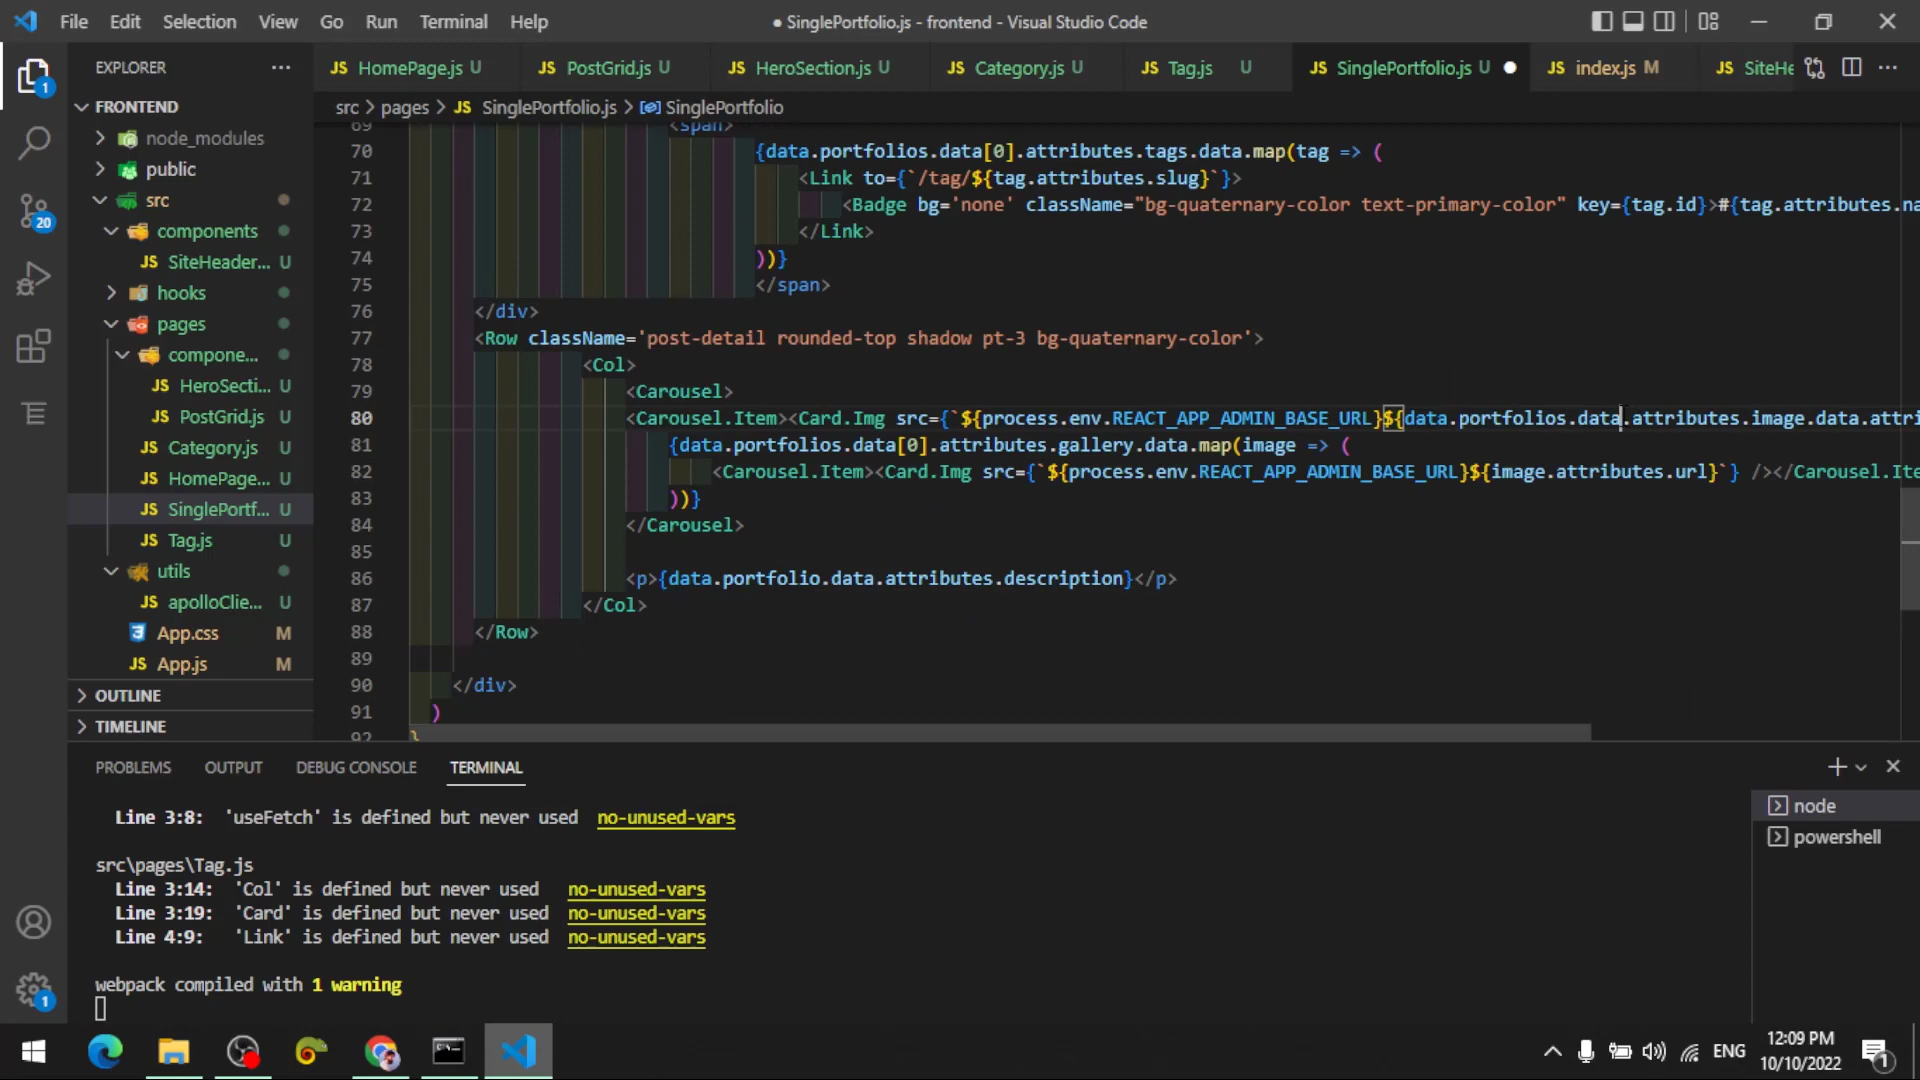 File Edit Selection View Go Run Terminal Help
● SinglePortfolio.js - frontend - Visual Studio Code
EXPLORER
JS HomePage.js U
JS PostGrid.js U
JS HeroSection.js U
JS Category.js U
JS Tag.js U
JS SinglePortfolio.js U
JS index.js M
JS SiteHe
src > pages > JS SinglePortfolio.js > SinglePortfolio
FRONTEND
node_modules
public
src
components
JS SiteHeader... U
hooks
pages
compone...
JS HeroSecti... U
JS PostGrid.js U
JS Category.js U
JS HomePage... U
JS SinglePortf... U
JS Tag.js U
utils
JS apolloClie... U
App.css M
JS App.js M
OUTLINE
TIMELINE
1
20
1
69 <span>
70 {data.portfolios.data[0].attributes.tags.data.map(tag => (
71 <Link to={`/tag/${tag.attributes.slug}`}>
72 <Badge bg='none' className="bg-quaternary-color text-primary-color" key={tag.id}>#{tag.attributes.na
73 </Link>
74 ))}
75 </span>
76 </div>
77 <Row className='post-detail rounded-top shadow pt-3 bg-quaternary-color'>
78 <Col>
79 <Carousel>
80 <Carousel.Item><Card.Img src={`${process.env.REACT_APP_ADMIN_BASE_URL}${data.portfolios.data.attributes.image.data.attri
81 {data.portfolios.data[0].attributes.gallery.data.map(image => (
82 <Carousel.Item><Card.Img src={`${process.env.REACT_APP_ADMIN_BASE_URL}${image.attributes.url}`} /></Carousel.Ite
83 ))}
84 </Carousel>
85
86 <p>{data.portfolio.data.attributes.description}</p>
87 </Col>
88 </Row>
89
90 </div>
91 )
92 }
PROBLEMS OUTPUT DEBUG CONSOLE TERMINAL
Line 3:8: 'useFetch' is defined but never used no-unused-vars
src\pages\Tag.js
Line 3:14: 'Col' is defined but never used no-unused-vars
Line 3:19: 'Card' is defined but never used no-unused-vars
Line 4:9: 'Link' is defined but never used no-unused-vars
webpack compiled with 1 warning
node
powershell
ENG
12:09 PM
10/10/2022
1